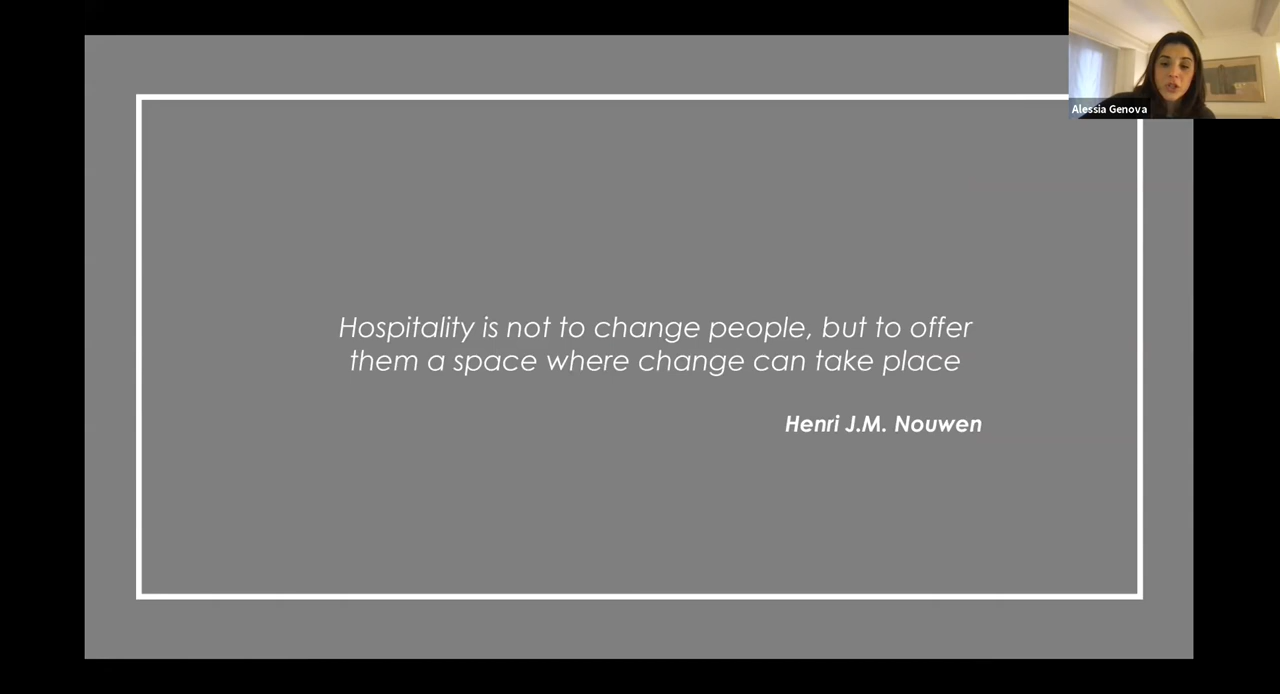 Alessia Genova
Hospitality is not to change people, but to offer
them a space where change can take place
Henri J.M. Nouwen